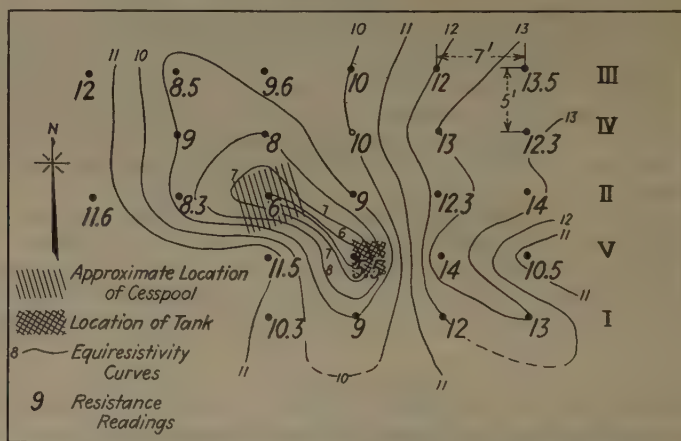 11 10 10 11 12 13
12 8.5 9.6 10 12 7' 13.5 III
5'
N
9 8 10 13 12.3 13 IV
7
11.6 8.3 6 7 9 12.3 14 II
6
12
11
11.5 7 5.5 14 10.5 V
8
11
Approximate Location
of Cesspool
10.3 9 12 13 I
Location of Tank
8 Equiresistivity
Curves
11 10 11
9 Resistance
Readings